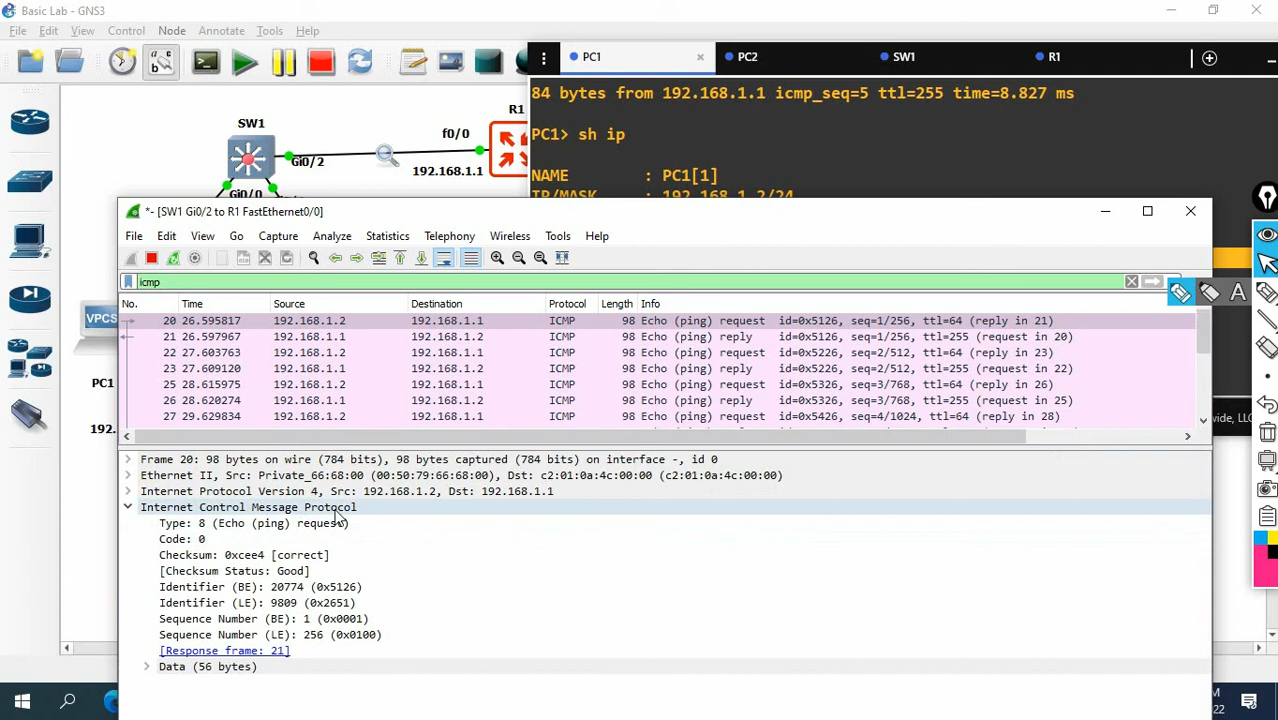 Basic Lab - GNS3
File Edit View Control Node Annotate Tools Help
PC1 PC2 SW1 R1
84 bytes from 192.168.1.1 icmp_seq=5 ttl=255 time=8.827 ms
PC1> sh ip
NAME : PC1[1]
IP/MASK : 192.168.1.2/24
R1
SW1
f0/0
Gi0/2
192.168.1.1
Gi0/0
VPCS
PC1
192.
*- [SW1 Gi0/2 to R1 FastEthernet0/0]
File Edit View Go Capture Analyze Statistics Telephony Wireless Tools Help
icmp
A
No. Time Source Destination Protocol Length Info
20 26.595817 192.168.1.2 192.168.1.1 ICMP 98 Echo (ping) request id=0x5126, seq=1/256, ttl=64 (reply in 21)
21 26.597967 192.168.1.1 192.168.1.2 ICMP 98 Echo (ping) reply id=0x5126, seq=1/256, ttl=255 (request in 20)
22 27.603763 192.168.1.2 192.168.1.1 ICMP 98 Echo (ping) request id=0x5226, seq=2/512, ttl=64 (reply in 23)
23 27.609120 192.168.1.1 192.168.1.2 ICMP 98 Echo (ping) reply id=0x5226, seq=2/512, ttl=255 (request in 22)
25 28.615975 192.168.1.2 192.168.1.1 ICMP 98 Echo (ping) request id=0x5326, seq=3/768, ttl=64 (reply in 26)
26 28.620274 192.168.1.1 192.168.1.2 ICMP 98 Echo (ping) reply id=0x5326, seq=3/768, ttl=255 (request in 25)
27 29.629834 192.168.1.2 192.168.1.1 ICMP 98 Echo (ping) request id=0x5426, seq=4/1024, ttl=64 (reply in 28)
wide, LLC
Frame 20: 98 bytes on wire (784 bits), 98 bytes captured (784 bits) on interface -, id 0
Ethernet II, Src: Private_66:68:00 (00:50:79:66:68:00), Dst: c2:01:0a:4c:00:00 (c2:01:0a:4c:00:00)
Internet Protocol Version 4, Src: 192.168.1.2, Dst: 192.168.1.1
Internet Control Message Protocol
Type: 8 (Echo (ping) request)
Code: 0
Checksum: 0xcee4 [correct]
[Checksum Status: Good]
Identifier (BE): 20774 (0x5126)
Identifier (LE): 9809 (0x2651)
Sequence Number (BE): 1 (0x0001)
Sequence Number (LE): 256 (0x0100)
[Response frame: 21]
Data (56 bytes)
M
22